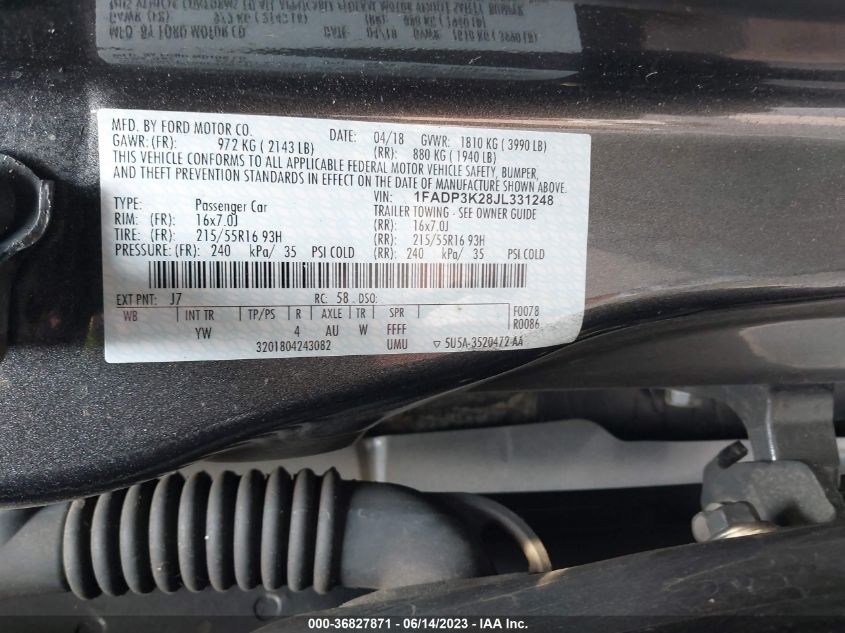 MFD. BY FORD MOTOR CO. DATE: 04/18 GVWR: 1810 KG ( 3990 LB)
GAWR: (FR) 972 KG ( 2143 LB) (RR): 880 KG ( 1940 LB)
THIS VEHICLE CONFORMS TO ALL APPLICABLE FEDERAL MOTOR VEHICLE SAFETY, BUMPER,
AND THEFT PREVENTION STANDARDS IN EFFECT ON THE DATE OF MANUFACTURE SHOWN ABOVE.
VIN: 1FADP3K28JL331248
TYPE: Passenger Car TRAILER TOWING - SEE OWNER GUIDE
RIM: (FR): 16x7.0J (RR): 16x7.0J
TIRE: (FR): 215/55R16 93H (RR): 215/55R16 93H
PRESSURE: (FR) 240 kPa/ 35 PSI COLD (RR): 240 kPa/ 35 PSI COLD
EXT PNT: J7 RC: 58 . DSO:
WB INT TR TP/PS R AXLE TR SPR F0078
YW 4 AU W FFFF R0086
3201804243082 UMU ▽ 5U5A-3520472 AA
000-36827871 - 06/14/2023 - IAA Inc.